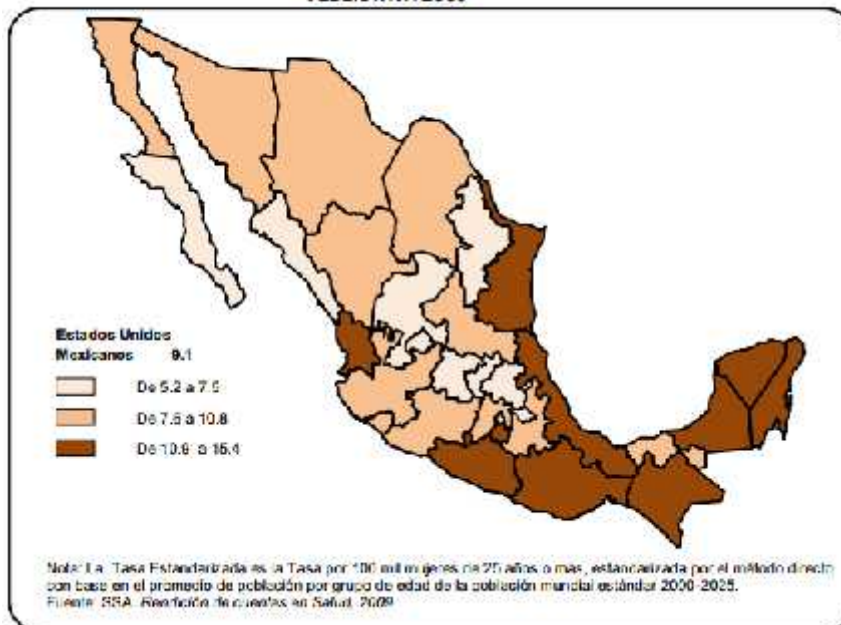 Estados Unidos
Mexicanos 9.1
De 5.2 a 7.5
De 7.6 a 10.8
De 10.9 a 15.4
Nota: La Tasa Estandarizada es la Tasa por 100 mil mujeres de 25 años o más, estandarizada por el método directo
con base en el promedio de población por grupo de edad de la población mundial estándar 2000-2025.
Fuente: SSA. Rendición de cuentas en Salud, 2009